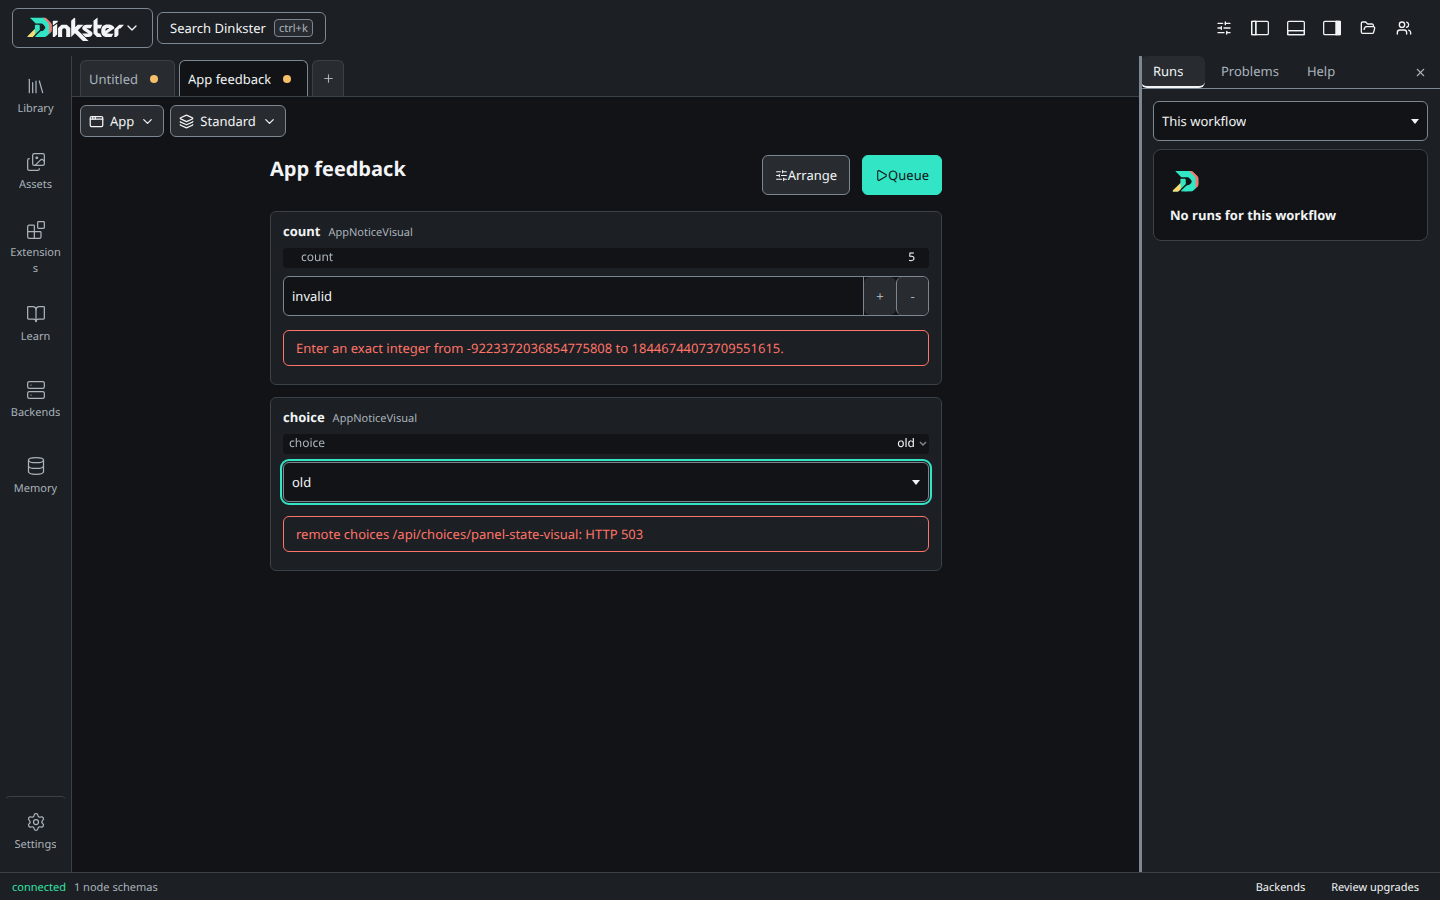 Dinkster
Search Dinkster ctrl+k
Library
Assets
Extension
s
Learn
Backends
Memory
Settings
Untitled
App feedback
+
App
Standard
App feedback
Arrange
Queue
count AppNoticeVisual
count 5
invalid + -
Enter an exact integer from -9223372036854775808 to 18446744073709551615.
choice AppNoticeVisual
choice old
old
remote choices /api/choices/panel-state-visual: HTTP 503
Runs Problems Help
This workflow
No runs for this workflow
connected 1 node schemas
Backends Review upgrades